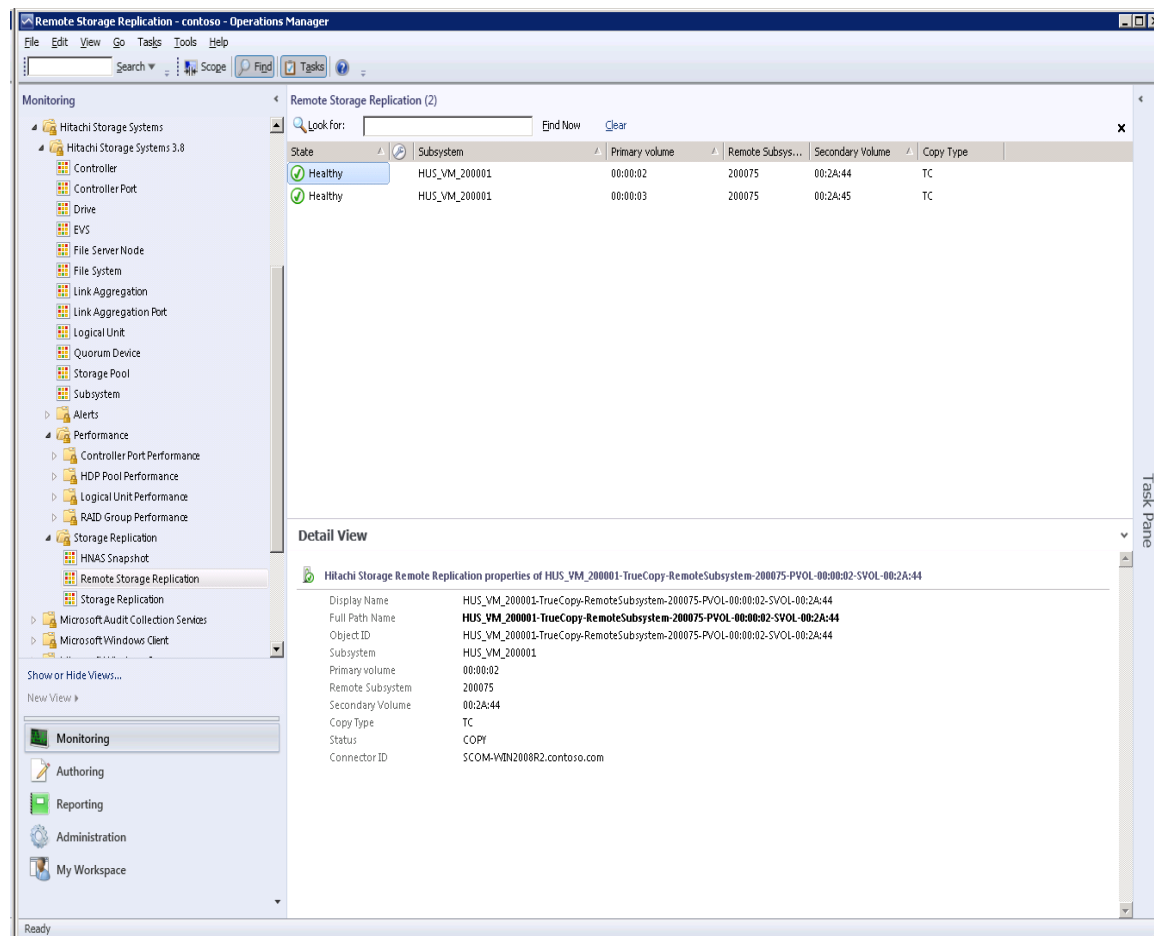 Remote Storage Replication - contoso - Operations Manager
File Edit View Go Tasks Tools Help
Search Scope Find Tasks
Monitoring
Hitachi Storage Systems
Hitachi Storage Systems 3.8
Controller
Controller Port
Drive
EVS
File Server Node
File System
Link Aggregation
Link Aggregation Port
Logical Unit
Quorum Device
Storage Pool
Subsystem
Alerts
Performance
Controller Port Performance
HDP Pool Performance
Logical Unit Performance
RAID Group Performance
Storage Replication
HNAS Snapshot
Remote Storage Replication
Storage Replication
Microsoft Audit Collection Services
Microsoft Windows Client
Show or Hide Views...
New View
Monitoring
Authoring
Reporting
Administration
My Workspace
Remote Storage Replication (2)
Look for: Find Now Clear x
State Subsystem Primary volume Remote Subsys... Secondary Volume Copy Type
Healthy HUS_VM_200001 00:00:02 200075 00:2A:44 TC
Healthy HUS_VM_200001 00:00:03 200075 00:2A:45 TC
Detail View
Hitachi Storage Remote Replication properties of HUS_VM_200001-TrueCopy-RemoteSubsystem-200075-PVOL-00:00:02-SVOL-00:2A:44
Display Name HUS_VM_200001-TrueCopy-RemoteSubsystem-200075-PVOL-00:00:02-SVOL-00:2A:44
Full Path Name HUS_VM_200001-TrueCopy-RemoteSubsystem-200075-PVOL-00:00:02-SVOL-00:2A:44
Object ID HUS_VM_200001-TrueCopy-RemoteSubsystem-200075-PVOL-00:00:02-SVOL-00:2A:44
Subsystem HUS_VM_200001
Primary volume 00:00:02
Remote Subsystem 200075
Secondary Volume 00:2A:44
Copy Type TC
Status COPY
Connector ID SCOM-WIN2008R2.contoso.com
Task Pane
Ready